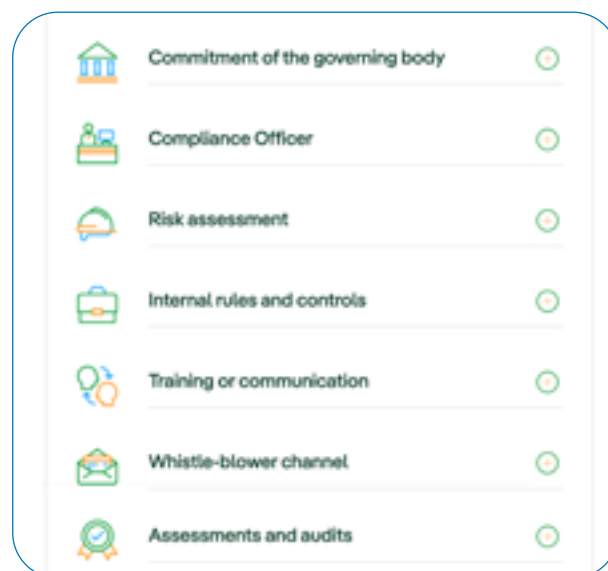 Commitment of the governing body
Compliance Officer
Risk assessment
Internal rules and controls
Training or communication
Whistle-blower channel
Assessments and audits